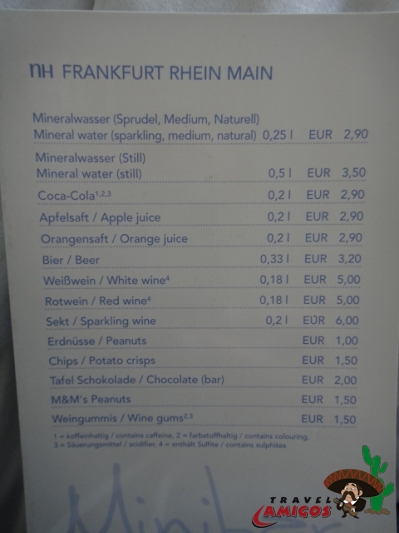 nH FRANKFURT RHEIN MAIN
Mineralwasser (Sprudel, Medium, Naturell)
Mineral water (sparkling, medium, natural) 0,25 l EUR 2,90
Mineralwasser (Still)
Mineral water (still) 0,5 l EUR 3,50
Coca-Cola1,2,3 0,2 l EUR 2,90
Apfelsaft / Apple juice 0,2 l EUR 2,90
Orangensaft / Orange juice 0,2 l EUR 2,90
Bier / Beer 0,33 l EUR 3,20
Weißwein / White wine4 0,18 l EUR 5,00
Rotwein / Red wine4 0,18 l EUR 5,00
Sekt / Sparkling wine 0,2 l EUR 6,00
Erdnüsse / Peanuts EUR 1,00
Chips / Potato crisps EUR 1,50
Tafel Schokolade / Chocolate (bar) EUR 2,00
M&M's Peanuts EUR 1,50
Weingummis / Wine gums2,3 EUR 1,50
1 = koffeinhaltig / contains caffeine, 2 = farbstoffhaltig / contains colouring,
3 = Säuerungsmittel / acidifier, 4 = enthält Sulfite / contains sulphites
Minibar
TRAVEL
AMIGOS